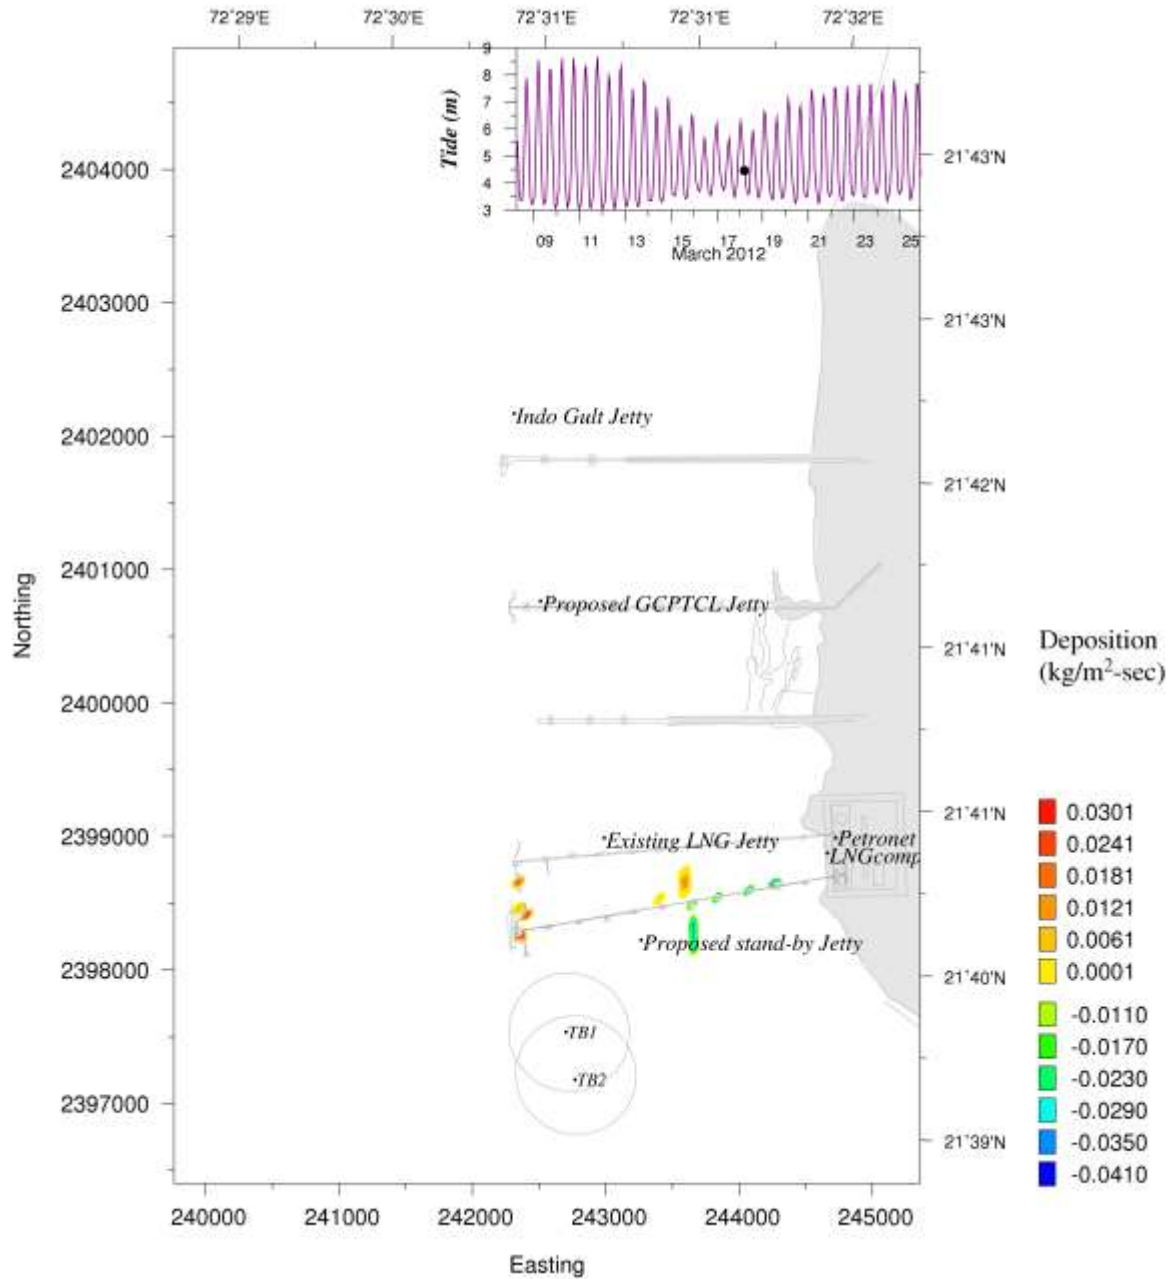 72°29'E 72°30'E 72°31'E 72°31'E 72°32'E
9
8
7
6
5
4
3
Tide (m)
09 11 13 15 17 19 21 23 25
March 2012
2404000
2403000
2402000
2401000
2400000
2399000
2398000
2397000
Northing
21°43'N
21°43'N
21°42'N
21°41'N
21°41'N
21°40'N
21°39'N
Indo Gult Jetty
Proposed GCPTCL Jetty
Existing LNG Jetty
Petronet
LNGcomp
Proposed stand-by Jetty
TB1
TB2
240000 241000 242000 243000 244000 245000
Easting
Deposition
(kg/m²-sec)
0.0301
0.0241
0.0181
0.0121
0.0061
0.0001
-0.0110
-0.0170
-0.0230
-0.0290
-0.0350
-0.0410